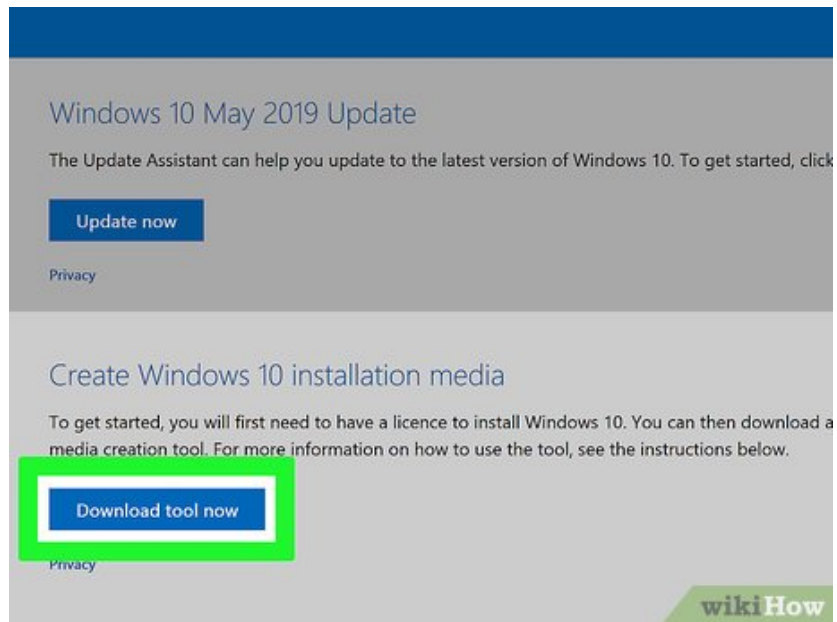 Windows 10 May 2019 Update
The Update Assistant can help you update to the latest version of Windows 10. To get started, click
Update now
Privacy
Create Windows 10 installation media
To get started, you will first need to have a licence to install Windows 10. You can then download a
media creation tool. For more information on how to use the tool, see the instructions below.
Download tool now
Privacy
wikiHow